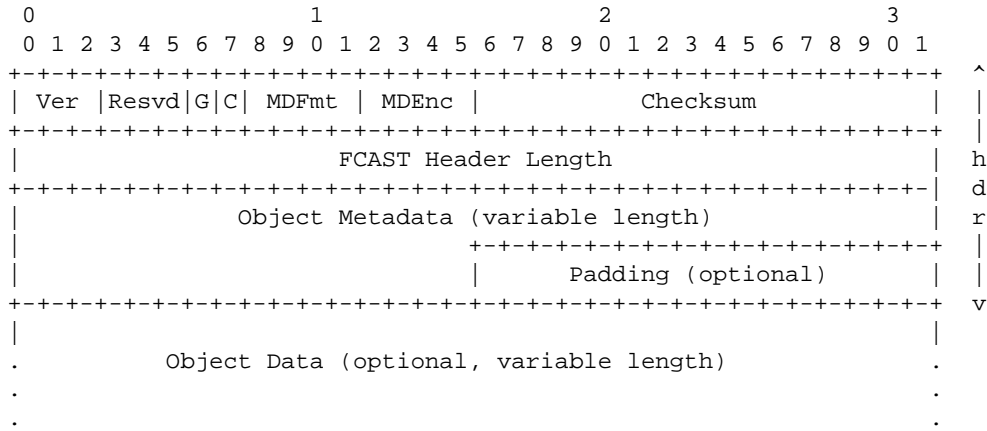 0                   1                   2                   3
 0 1 2 3 4 5 6 7 8 9 0 1 2 3 4 5 6 7 8 9 0 1 2 3 4 5 6 7 8 9 0 1
+-+-+-+-+-+-+-+-+-+-+-+-+-+-+-+-+-+-+-+-+-+-+-+-+-+-+-+-+-+-+-+-+  ^
| Ver |Resvd|G|C| MDFmt | MDEnc |           Checksum            |  |
+-+-+-+-+-+-+-+-+-+-+-+-+-+-+-+-+-+-+-+-+-+-+-+-+-+-+-+-+-+-+-+-+  |
|                      FCAST Header Length                      |  h
+-+-+-+-+-+-+-+-+-+-+-+-+-+-+-+-+-+-+-+-+-+-+-+-+-+-+-+-+-+-+-+-|  d
|               Object Metadata (variable length)               |  r
|                               +-+-+-+-+-+-+-+-+-+-+-+-+-+-+-+-+  |
|                               |      Padding (optional)       |  |
+-+-+-+-+-+-+-+-+-+-+-+-+-+-+-+-+-+-+-+-+-+-+-+-+-+-+-+-+-+-+-+-+  v
|                                                               |
.          Object Data (optional, variable length)              .
.                                                               .
.                                                               .